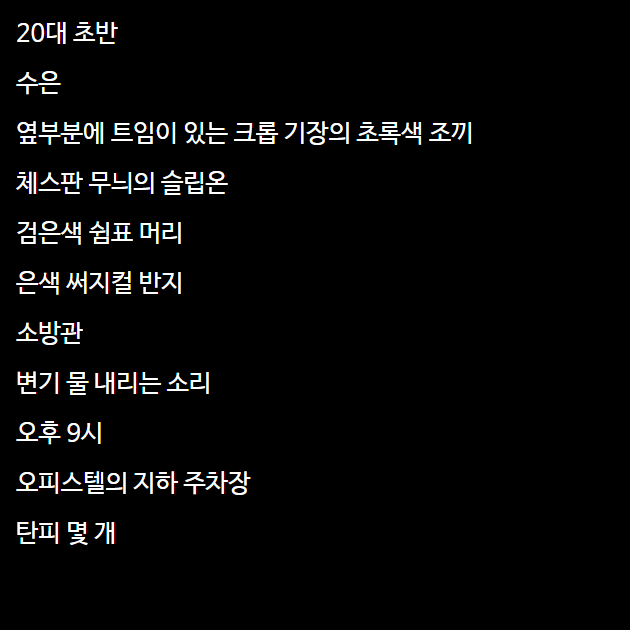 20대 초반
수은
옆부분에 트임이 있는 크롭 기장의 초록색 조끼
체스판 무늬의 슬립온
검은색 쉼표 머리
은색 써지컬 반지
소방관
변기 물 내리는 소리
오후 9시
오피스텔의 지하 주차장
탄피 몇 개